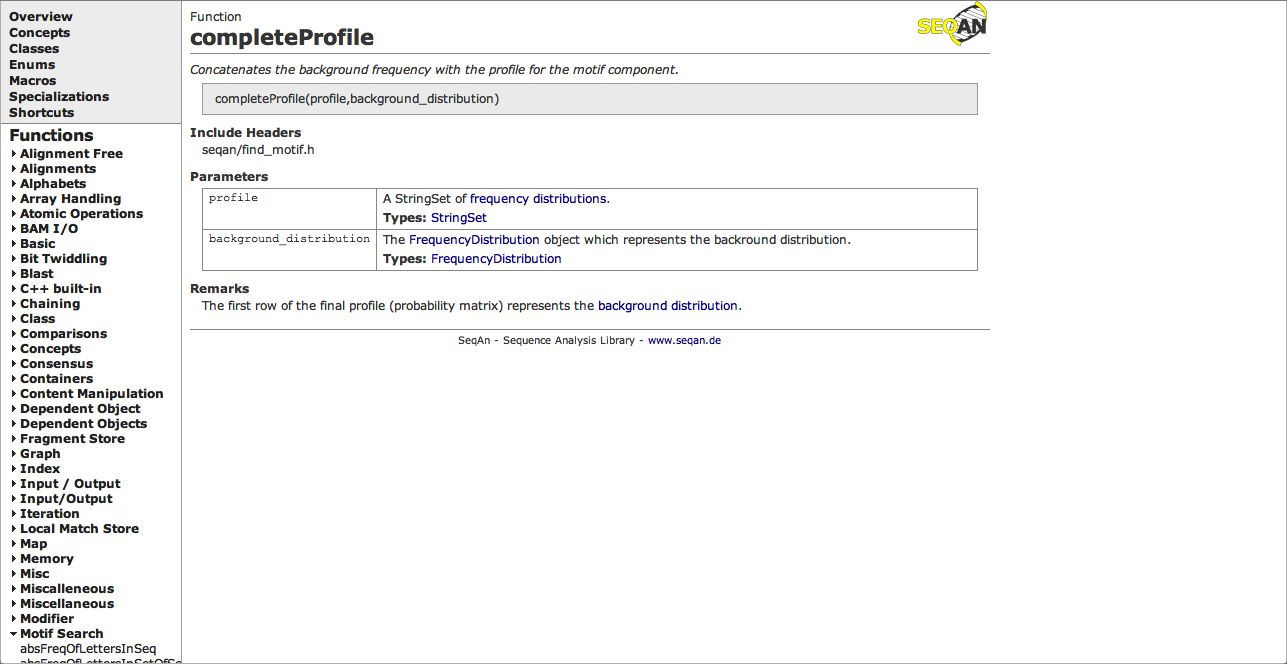 Overview
Concepts
Classes
Enums
Macros
Specializations
Shortcuts
Functions
Alignment Free
Alignments
Alphabets
Array Handling
Atomic Operations
BAM I/O
Basic
Bit Twiddling
Blast
C++ built-in
Chaining
Class
Comparisons
Concepts
Consensus
Containers
Content Manipulation
Dependent Object
Dependent Objects
Fragment Store
Graph
Index
Input / Output
Input/Output
Iteration
Local Match Store
Map
Memory
Misc
Miscalleneous
Miscellaneous
Modifier
Motif Search
absFreqOfLettersInSeq
absFreqOfLettersInSetOfSe
Function
completeProfile
SEQAN
Concatenates the background frequency with the profile for the motif component.
completeProfile(profile,background_distribution)
Include Headers
seqan/find_motif.h
Parameters
profile
A StringSet of frequency distributions.
Types: StringSet
background_distribution
The FrequencyDistribution object which represents the backround distribution.
Types: FrequencyDistribution
Remarks
The first row of the final profile (probability matrix) represents the background distribution.
SeqAn - Sequence Analysis Library - www.seqan.de